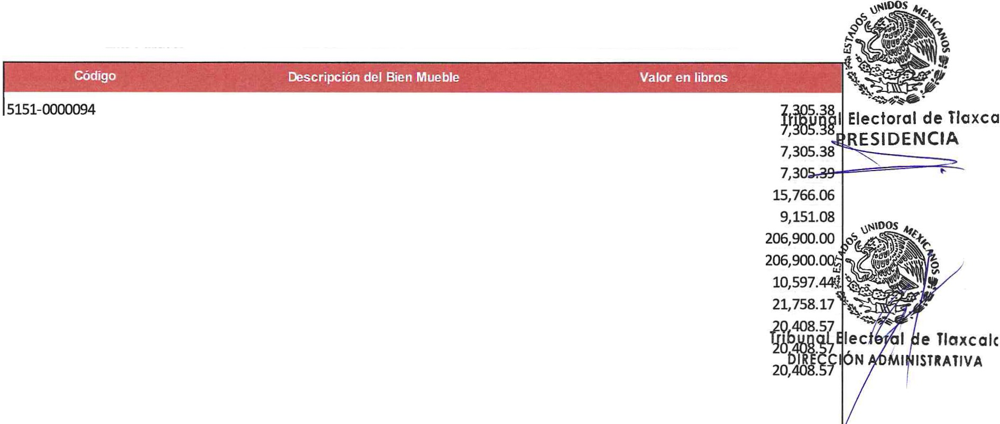 ESTADOS UNIDOS MEXICANOS
Código Descripción del Bien Mueble Valor en libros
5151-0000094 7,305.38
Tribunal Electoral de Tlaxca
7,305.38
PRESIDENCIA
7,305.38
7,305.39
15,766.06
9,151.08
ESTADOS UNIDOS MEXICANOS
206,900.00
206,900.00
10,597.44
21,758.17
20,408.57
Tribunal Electoral de Tlaxcala
20,408.57
DIRECCIÓN ADMINISTRATIVA
20,408.57